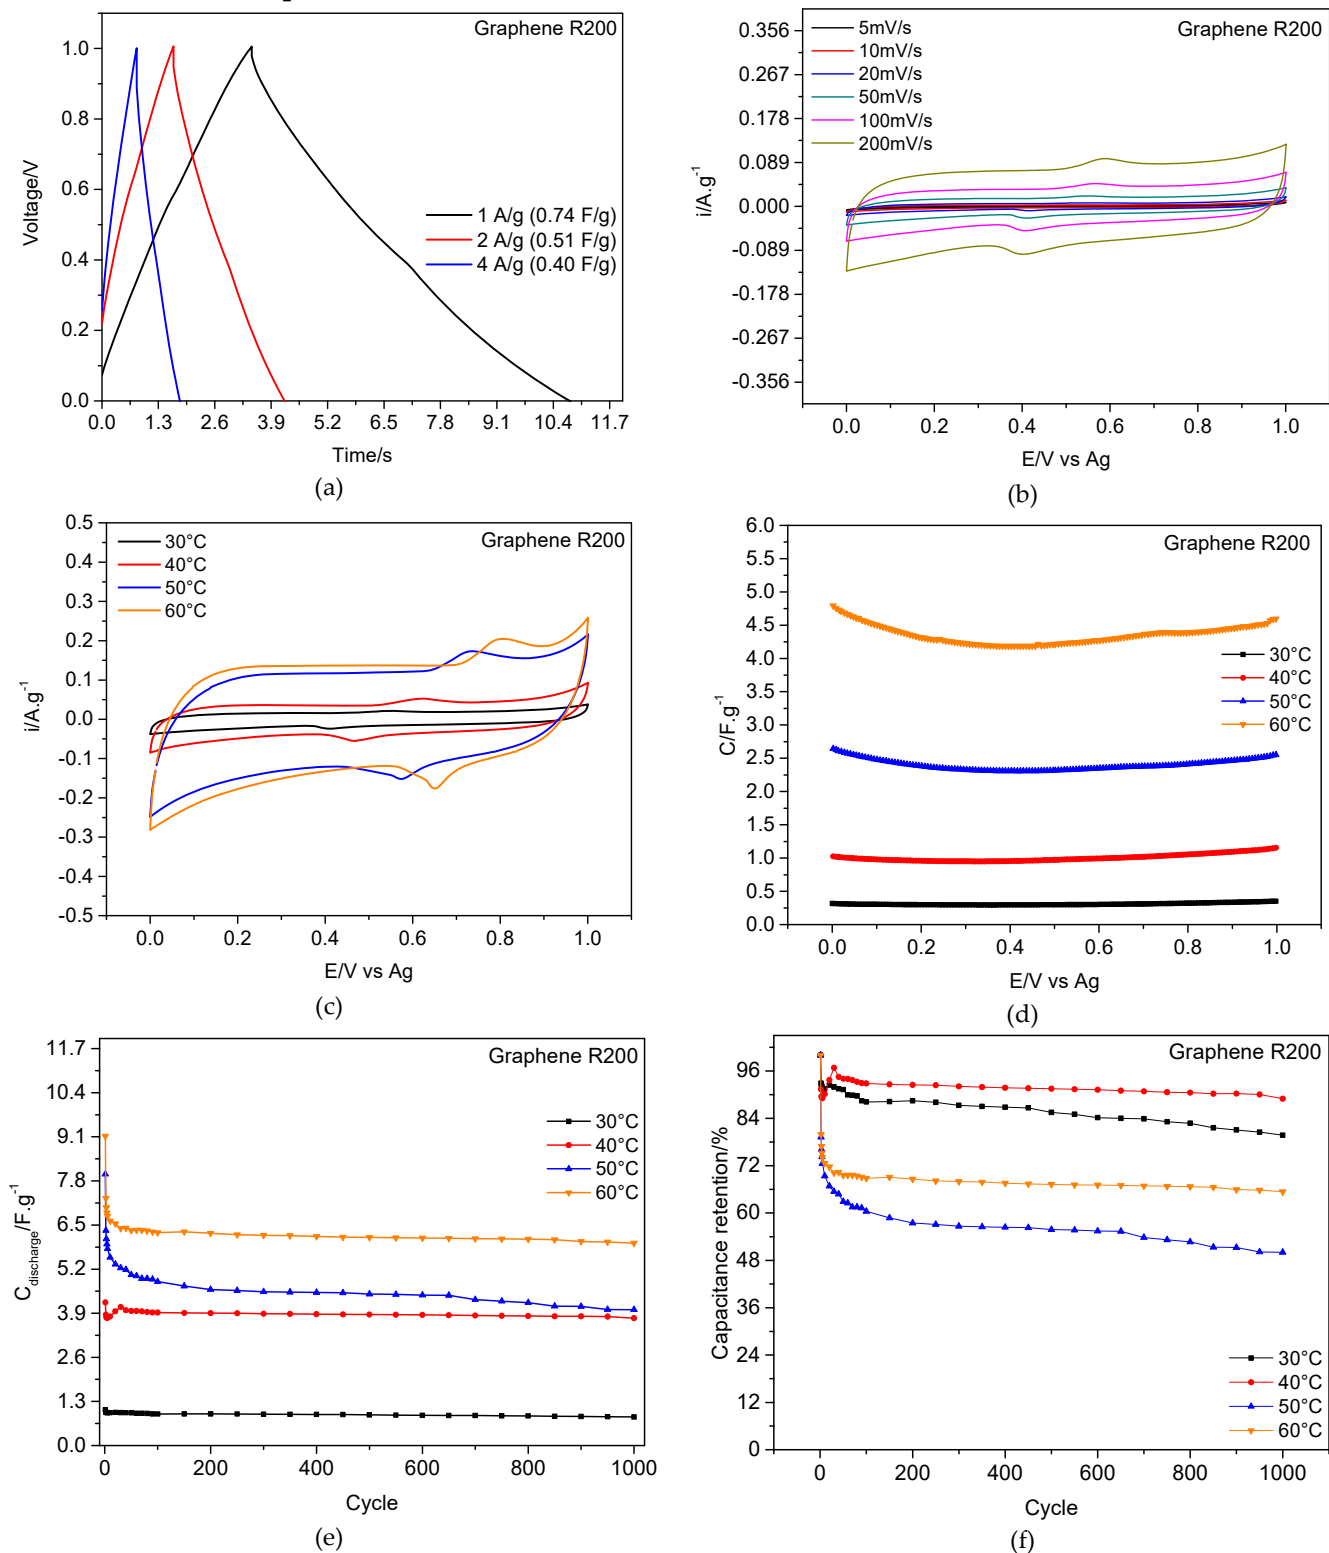 Graphene R200
1.0
0.8
0.6
0.4
0.2
0.0
Voltage/V
1 A/g (0.74 F/g)
2 A/g (0.51 F/g)
4 A/g (0.40 F/g)
0.0 1.3 2.6 3.9 5.2 6.5 7.8 9.1 10.4 11.7
Time/s
(a)
Graphene R200
0.356
0.267
0.178
0.089
0.000
-0.089
-0.178
-0.267
-0.356
i/A.g⁻¹
5mV/s
10mV/s
20mV/s
50mV/s
100mV/s
200mV/s
0.0 0.2 0.4 0.6 0.8 1.0
E/V vs Ag
(b)
Graphene R200
0.5
0.4
0.3
0.2
0.1
0.0
-0.1
-0.2
-0.3
-0.4
-0.5
i/A.g⁻¹
30°C
40°C
50°C
60°C
0.0 0.2 0.4 0.6 0.8 1.0
E/V vs Ag
(c)
Graphene R200
6.0
5.5
5.0
4.5
4.0
3.5
3.0
2.5
2.0
1.5
1.0
0.5
0.0
C/F.g⁻¹
30°C
40°C
50°C
60°C
0.0 0.2 0.4 0.6 0.8 1.0
E/V vs Ag
(d)
Graphene R200
11.7
10.4
9.1
7.8
6.5
5.2
3.9
2.6
1.3
0.0
C_discharge/F.g⁻¹
30°C
40°C
50°C
60°C
0 200 400 600 800 1000
Cycle
(e)
Graphene R200
96
84
72
60
48
36
24
12
0
Capacitance retention/%
30°C
40°C
50°C
60°C
0 200 400 600 800 1000
Cycle
(f)